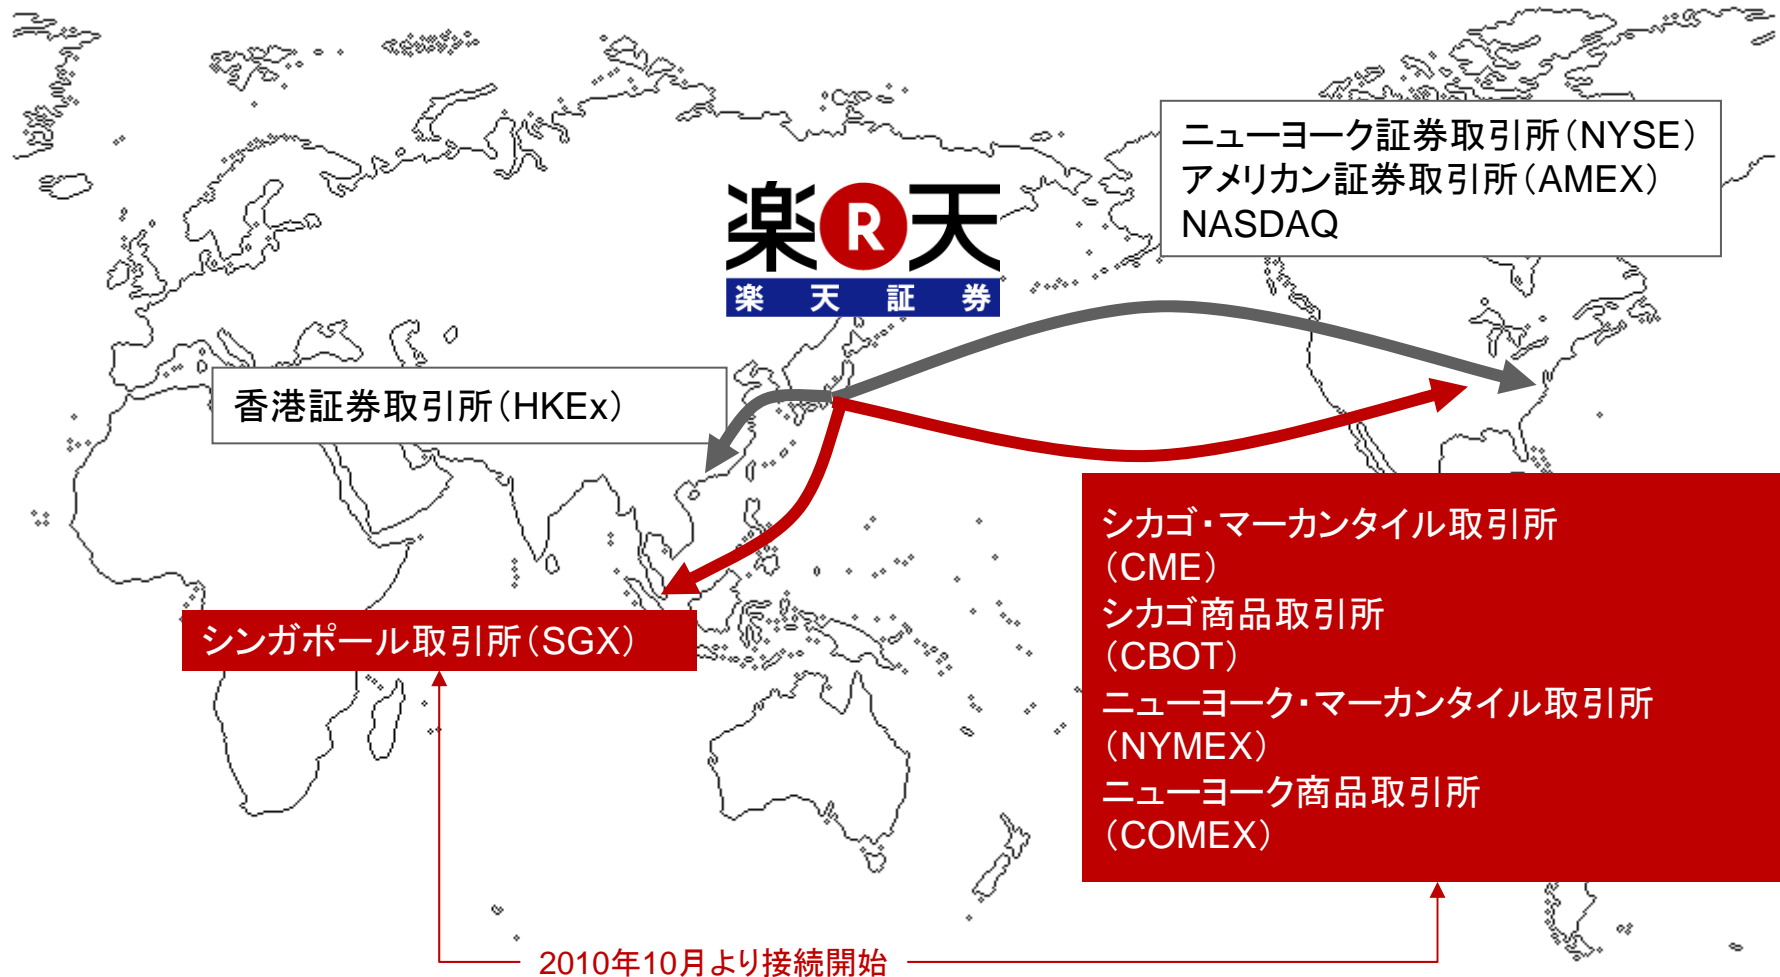 ニューヨーク証券取引所(NYSE)
アメリカン証券取引所(AMEX)
NASDAQ
楽R天
楽天証券
香港証券取引所(HKEx)
シカゴ・マーカンタイル取引所
(CME)
シカゴ商品取引所
(CBOT)
ニューヨーク・マーカンタイル取引所
(NYMEX)
ニューヨーク商品取引所
(COMEX)
シンガポール取引所(SGX)
2010年10月より接続開始